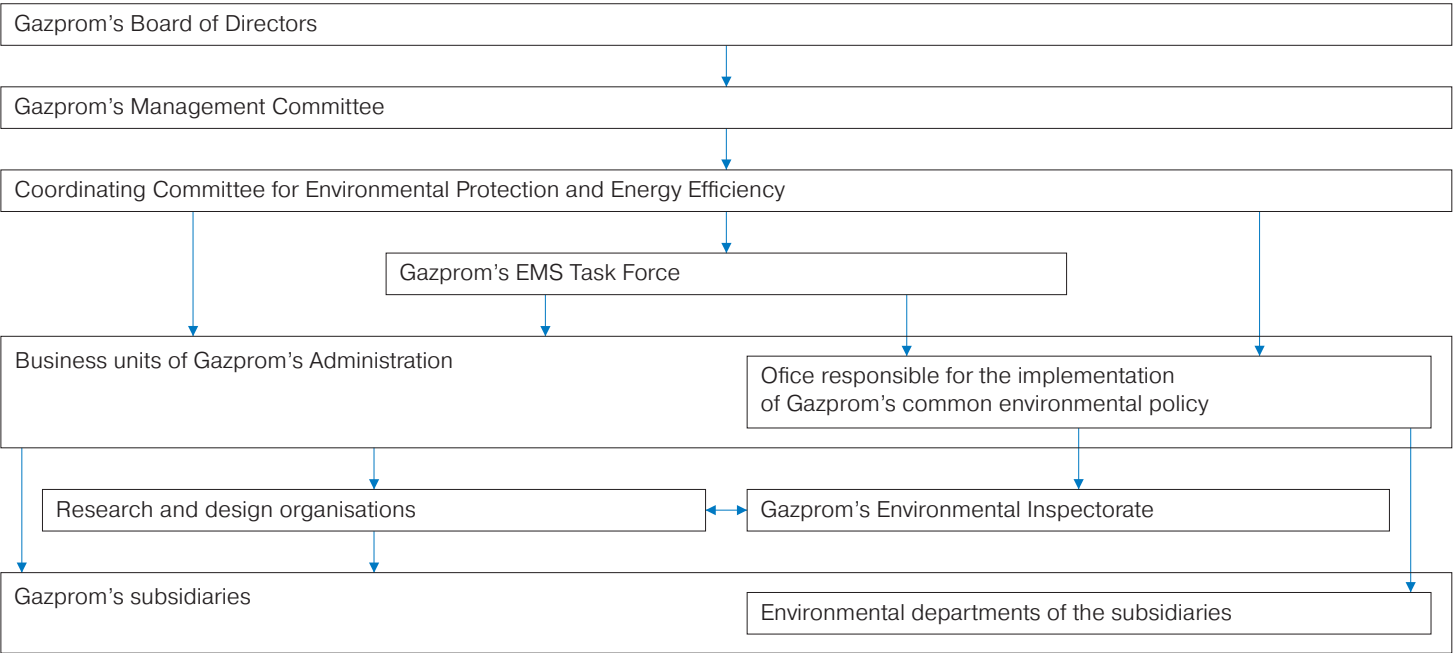 Gazprom’s Board of Directors
Gazprom’s Management Committee
Coordinating Committee for Environmental Protection and Energy Efficiency
Gazprom’s EMS Task Force
Business units of Gazprom’s Administration
Ofice responsible for the implementation
of Gazprom’s common environmental policy
Research and design organisations
Gazprom’s Environmental Inspectorate
Gazprom’s subsidiaries
Environmental departments of the subsidiaries